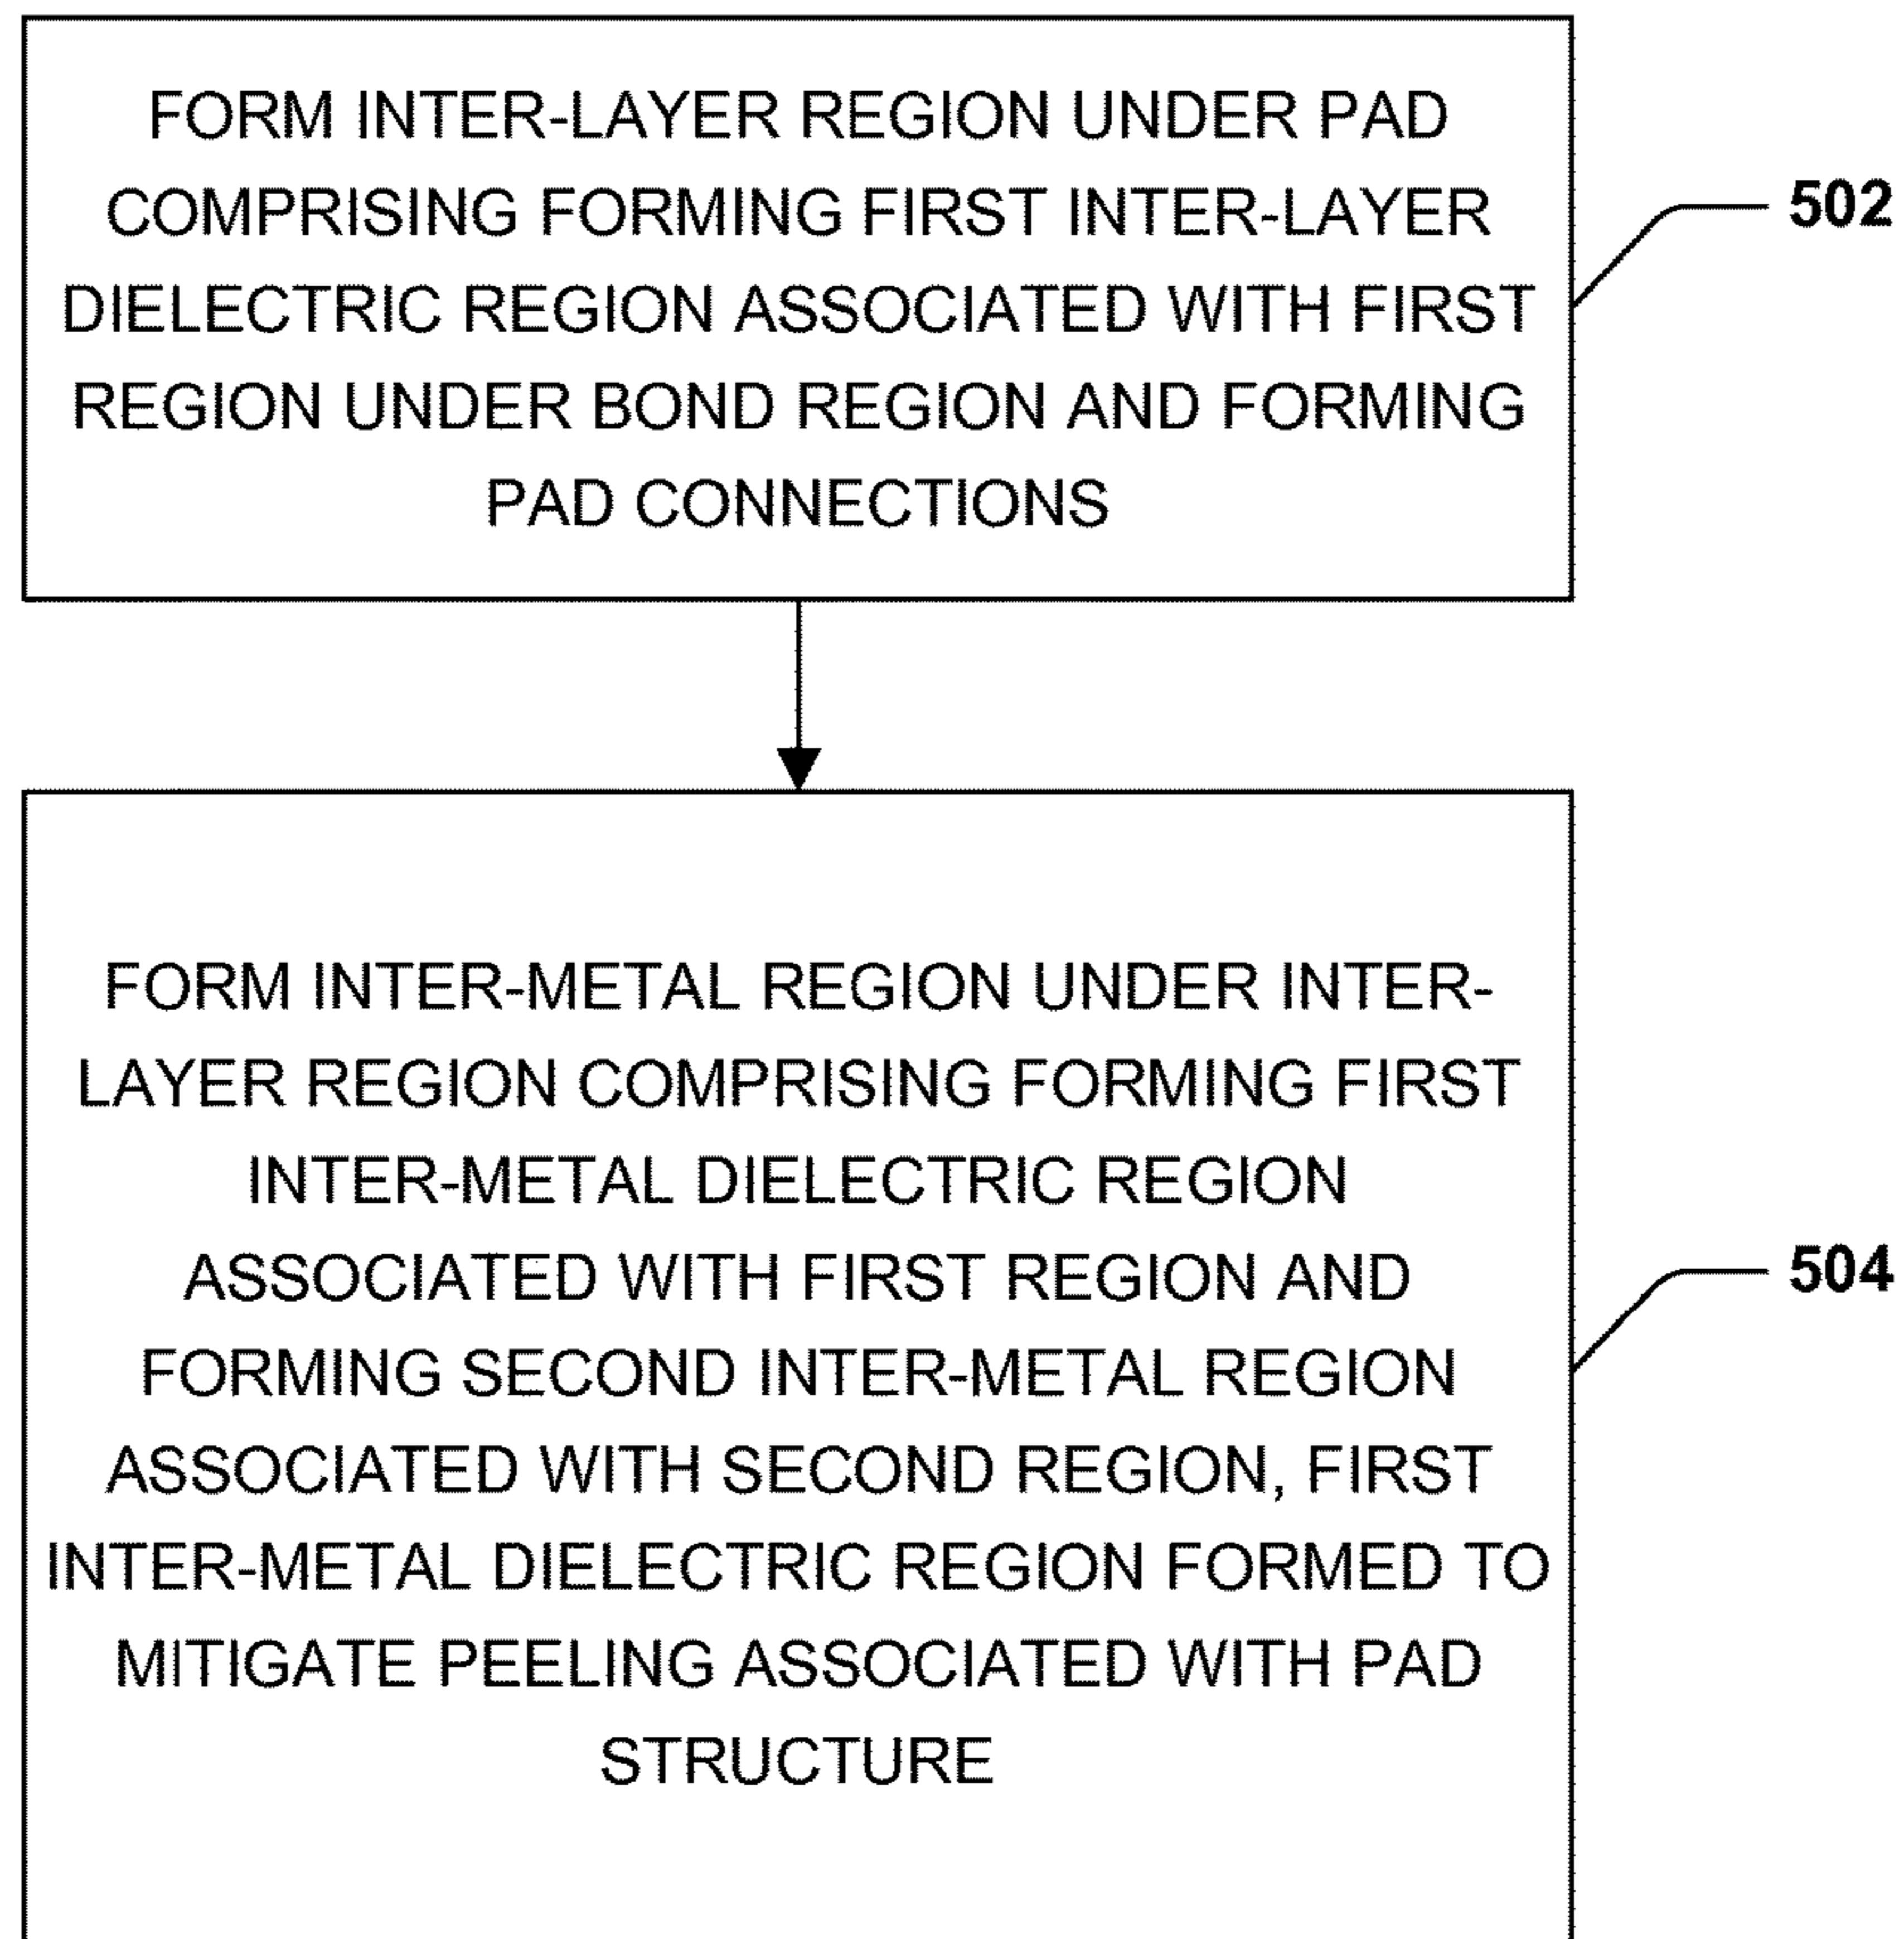 FORM INTER-LAYER REGION UNDER PAD
COMPRISING FORMING FIRST INTER-LAYER
DIELECTRIC REGION ASSOCIATED WITH FIRST
REGION UNDER BOND REGION AND FORMING
PAD CONNECTIONS
502
FORM INTER-METAL REGION UNDER INTER-
LAYER REGION COMPRISING FORMING FIRST
INTER-METAL DIELECTRIC REGION
ASSOCIATED WITH FIRST REGION AND
FORMING SECOND INTER-METAL REGION
ASSOCIATED WITH SECOND REGION, FIRST
INTER-METAL DIELECTRIC REGION FORMED TO
MITIGATE PEELING ASSOCIATED WITH PAD
STRUCTURE
504